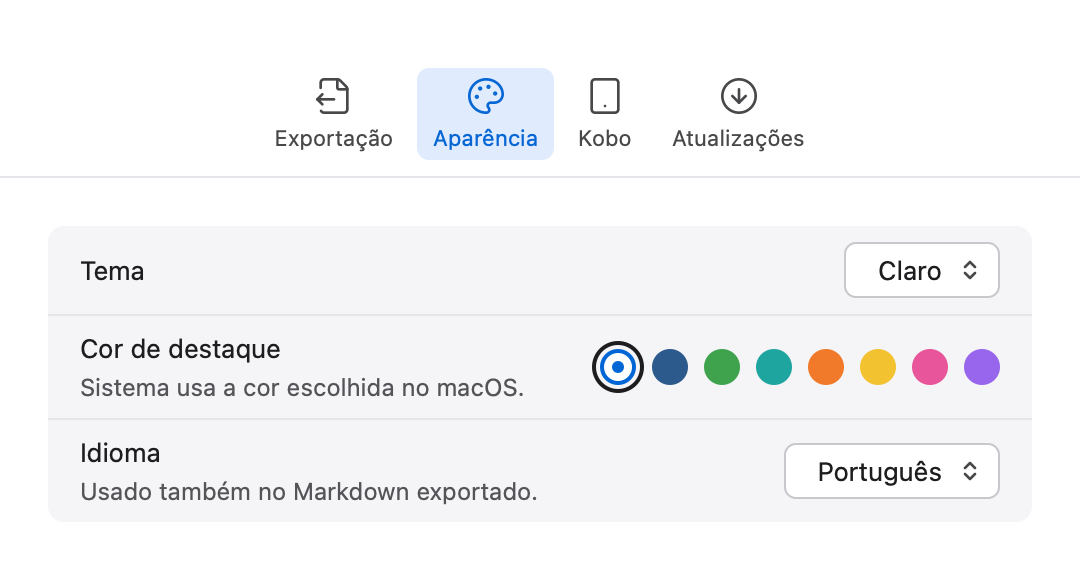 Exportação
Aparência
Kobo
Atualizações
Tema
Claro
Cor de destaque
Sistema usa a cor escolhida no macOS.
Idioma
Usado também no Markdown exportado.
Português